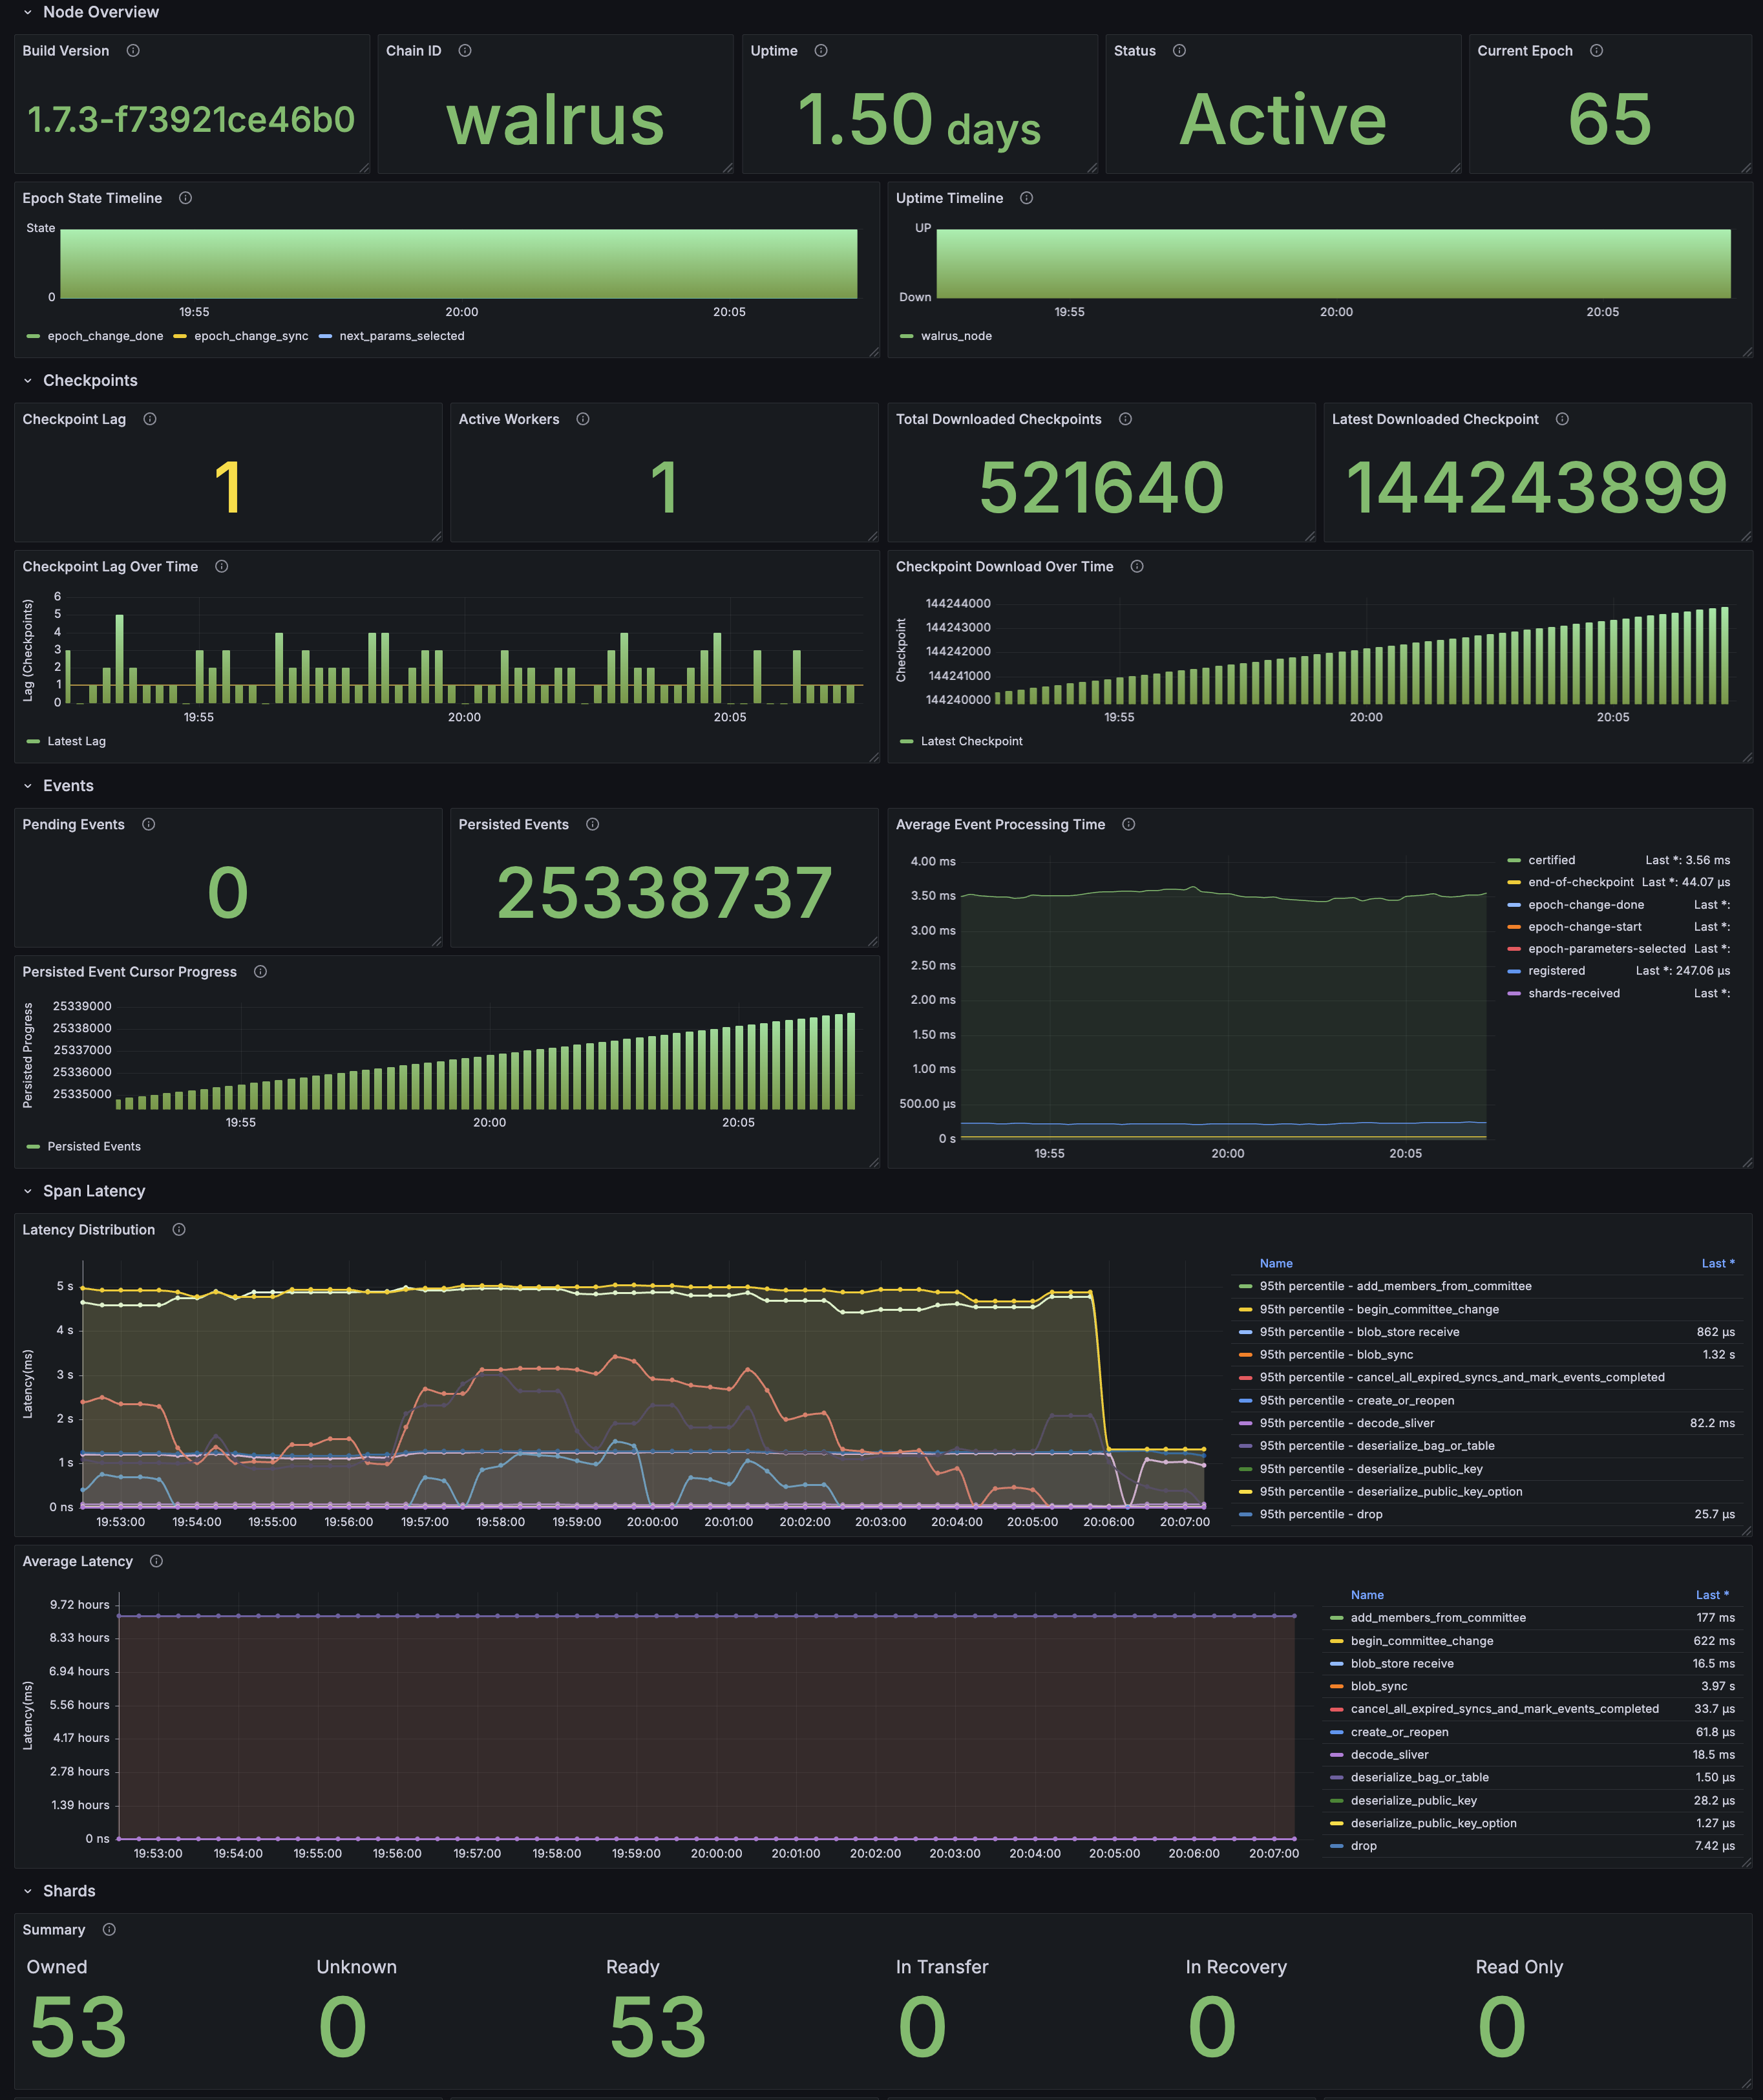 Node Overview
Build Version
1.7.3-f73921ce46b0
Chain ID
walrus
Uptime
1.50 days
Status
Active
Current Epoch
65
Epoch State Timeline
State
0
19:55 20:00 20:05
epoch_change_done epoch_change_sync next_params_selected
Uptime Timeline
UP
Down
19:55 20:00 20:05
walrus_node
Checkpoints
Checkpoint Lag
1
Active Workers
1
Total Downloaded Checkpoints
521640
Latest Downloaded Checkpoint
144243899
Checkpoint Lag Over Time
Lag (Checkpoints)
6
5
4
3
2
1
0
19:55 20:00 20:05
Latest Lag
Checkpoint Download Over Time
Checkpoint
144244000
144243000
144242000
144241000
144240000
19:55 20:00 20:05
Latest Checkpoint
Events
Pending Events
0
Persisted Events
25338737
Average Event Processing Time
4.00 ms
3.50 ms
3.00 ms
2.50 ms
2.00 ms
1.50 ms
1.00 ms
500.00 µs
0 s
19:55 20:00 20:05
certified Last *: 3.56 ms
end-of-checkpoint Last *: 44.07 µs
epoch-change-done Last *:
epoch-change-start Last *:
epoch-parameters-selected Last *:
registered Last *: 247.06 µs
shards-received Last *:
Persisted Event Cursor Progress
Persisted Progress
25339000
25338000
25337000
25336000
25335000
19:55 20:00 20:05
Persisted Events
Span Latency
Latency Distribution
Latency(ms)
5 s
4 s
3 s
2 s
1 s
0 ns
19:53:00 19:54:00 19:55:00 19:56:00 19:57:00 19:58:00 19:59:00 20:00:00 20:01:00 20:02:00 20:03:00 20:04:00 20:05:00 20:06:00 20:07:00
Name Last *
95th percentile - add_members_from_committee
95th percentile - begin_committee_change
95th percentile - blob_store receive 862 µs
95th percentile - blob_sync 1.32 s
95th percentile - cancel_all_expired_syncs_and_mark_events_completed
95th percentile - create_or_reopen
95th percentile - decode_sliver 82.2 ms
95th percentile - deserialize_bag_or_table
95th percentile - deserialize_public_key
95th percentile - deserialize_public_key_option
95th percentile - drop 25.7 µs
Average Latency
Latency(ms)
9.72 hours
8.33 hours
6.94 hours
5.56 hours
4.17 hours
2.78 hours
1.39 hours
0 ns
19:53:00 19:54:00 19:55:00 19:56:00 19:57:00 19:58:00 19:59:00 20:00:00 20:01:00 20:02:00 20:03:00 20:04:00 20:05:00 20:06:00 20:07:00
Name Last *
add_members_from_committee 177 ms
begin_committee_change 622 ms
blob_store receive 16.5 ms
blob_sync 3.97 s
cancel_all_expired_syncs_and_mark_events_completed 33.7 µs
create_or_reopen 61.8 µs
decode_sliver 18.5 ms
deserialize_bag_or_table 1.50 µs
deserialize_public_key 28.2 µs
deserialize_public_key_option 1.27 µs
drop 7.42 µs
Shards
Summary
Owned
53
Unknown
0
Ready
53
In Transfer
0
In Recovery
0
Read Only
0